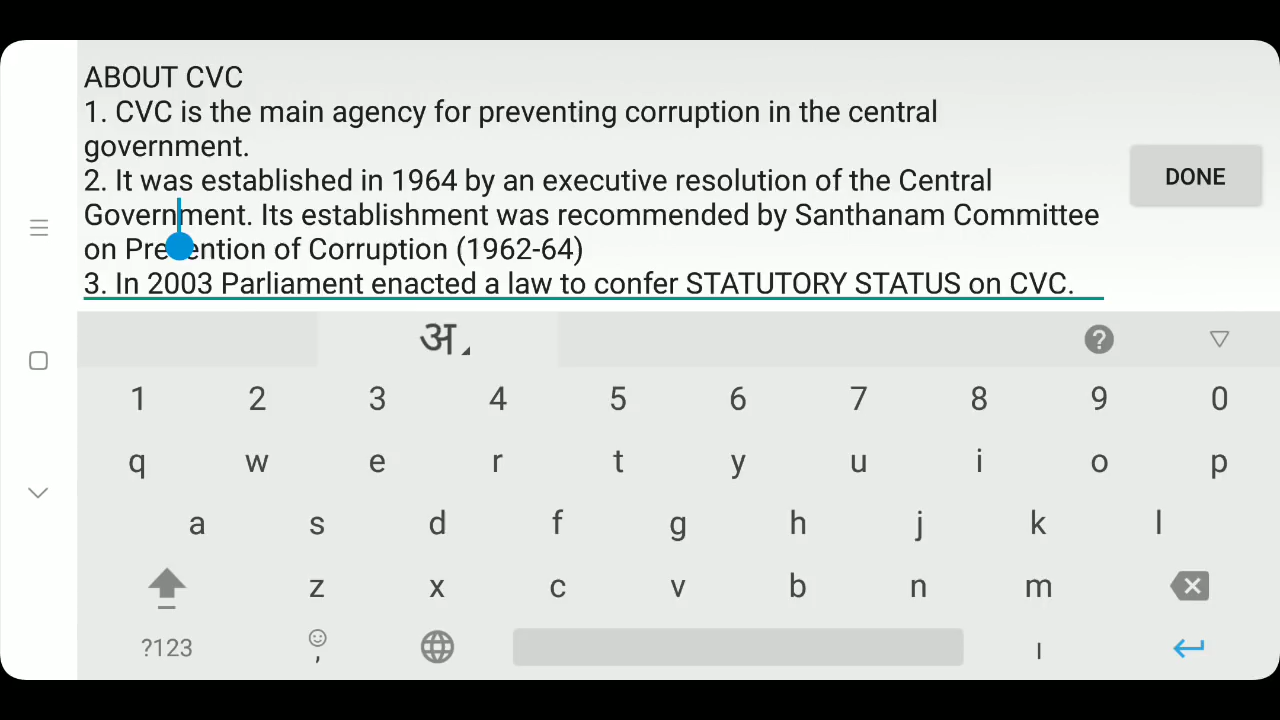 ABOUT CVC
1. CVC is the main agency for preventing corruption in the central
government.
2. It was established in 1964 by an executive resolution of the Central
Government. Its establishment was recommended by Santhanam Committee
on Prevention of Corruption (1962-64)
3. In 2003 Parliament enacted a law to confer STATUTORY STATUS on CVC.
DONE
अ
?
1 2 3 4 5 6 7 8 9 0
q w e r t y u i o p
a s d f g h j k l
z x c v b n m
?123 , ।